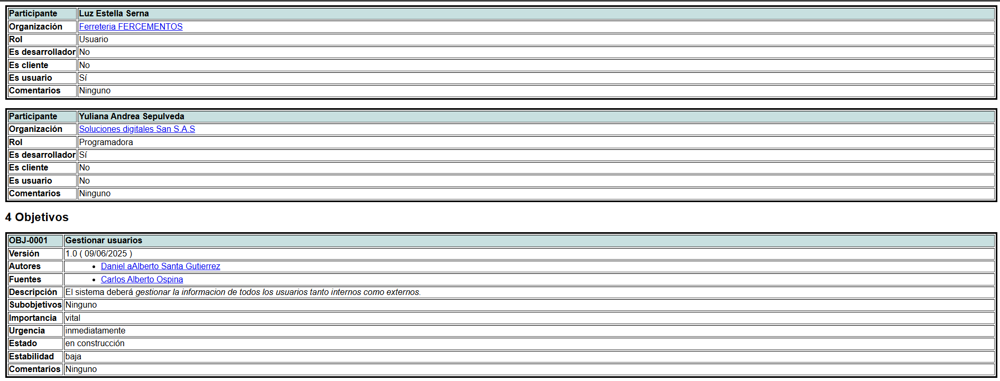 Participante Luz Estella Serna
Organización Ferreteria FERCEMENTOS
Rol Usuario
Es desarrollador No
Es cliente No
Es usuario Sí
Comentarios Ninguno
Participante Yuliana Andrea Sepulveda
Organización Soluciones digitales San S.A.S
Rol Programadora
Es desarrollador Sí
Es cliente No
Es usuario No
Comentarios Ninguno
4 Objetivos
OBJ-0001 Gestionar usuarios
Versión 1.0 ( 09/06/2025 )
Autores • Daniel aAlberto Santa Gutierrez
Fuentes • Carlos Alberto Ospina
Descripción El sistema deberá gestionar la informacion de todos los usuarios tanto internos como externos.
Subobjetivos Ninguno
Importancia vital
Urgencia inmediatamente
Estado en construcción
Estabilidad baja
Comentarios Ninguno